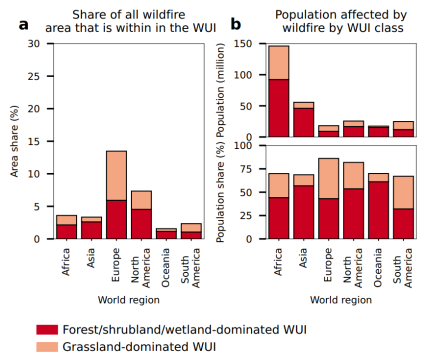 a
Share of all wildfire
area that is within in the WUI
Area share (%)
30
25
20
15
10
5
0
Africa
Asia
Europe
North
America
Oceania
South
America
World region
b
Population affected by
wildfire by WUI class
Population (million)
150
100
50
0
Population share (%)
100
75
50
25
0
Africa
Asia
Europe
North
America
Oceania
South
America
World region
Forest/shrubland/wetland-dominated WUI
Grassland-dominated WUI